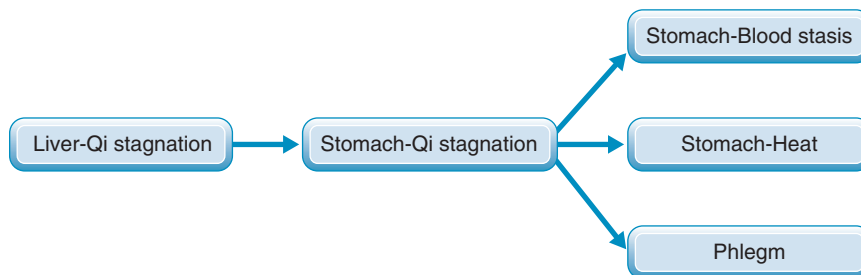 Stomach-Blood stasis
Liver-Qi stagnation
Stomach-Qi stagnation
Stomach-Heat
Phlegm